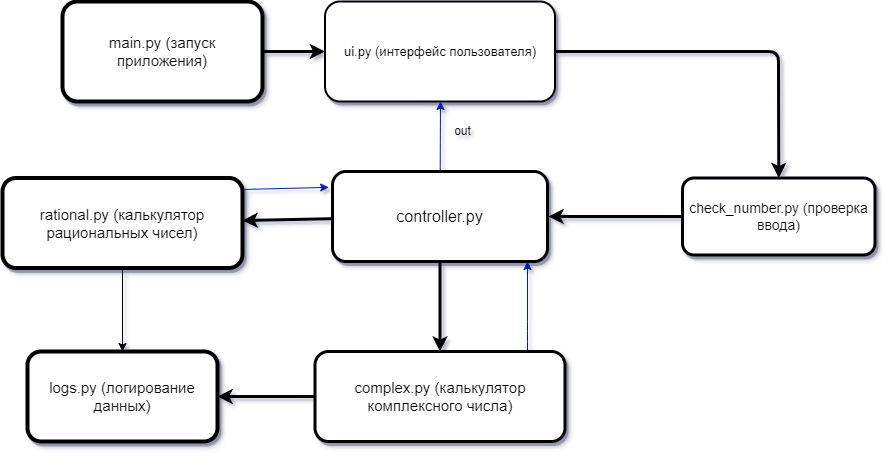 main.py (запуск
приложения)
ui.py (интерфейс пользователя)
out
rational.py (калькулятор
рациональных чисел)
controller.py
check_number.py (проверка
ввода)
logs.py (логирование
данных)
complex.py (калькулятор
комплексного числа)